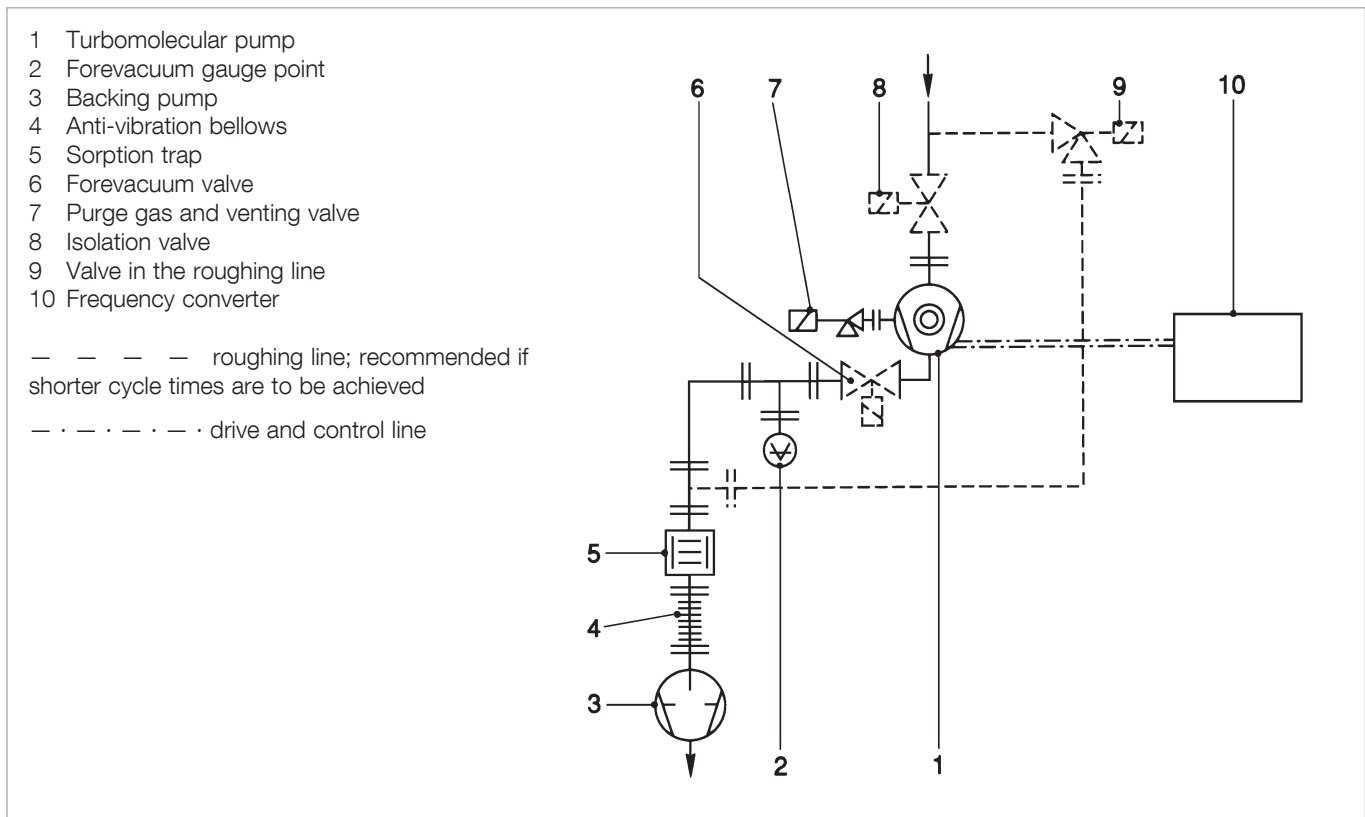 1 Turbomolecular pump
2 Forevacuum gauge point
3 Backing pump
4 Anti-vibration bellows
5 Sorption trap
6 Forevacuum valve
7 Purge gas and venting valve
8 Isolation valve
9 Valve in the roughing line
10 Frequency converter
— — — — roughing line; recommended if
shorter cycle times are to be achieved
— · — · — · — · drive and control line
6 7 8 9 10
5
4
3
2 1